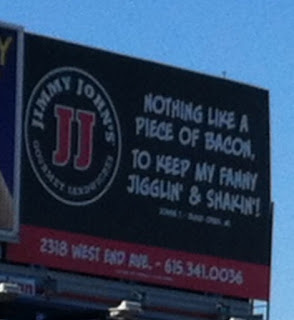 JIMMY JOHN'S
JJ
GOURMET SANDWICHES
NOTHING LIKE A
PIECE OF BACON,
TO KEEP MY FANNY
JIGGLIN' & SHAKIN'!
2318 WEST END AVE. - 615.341.0036